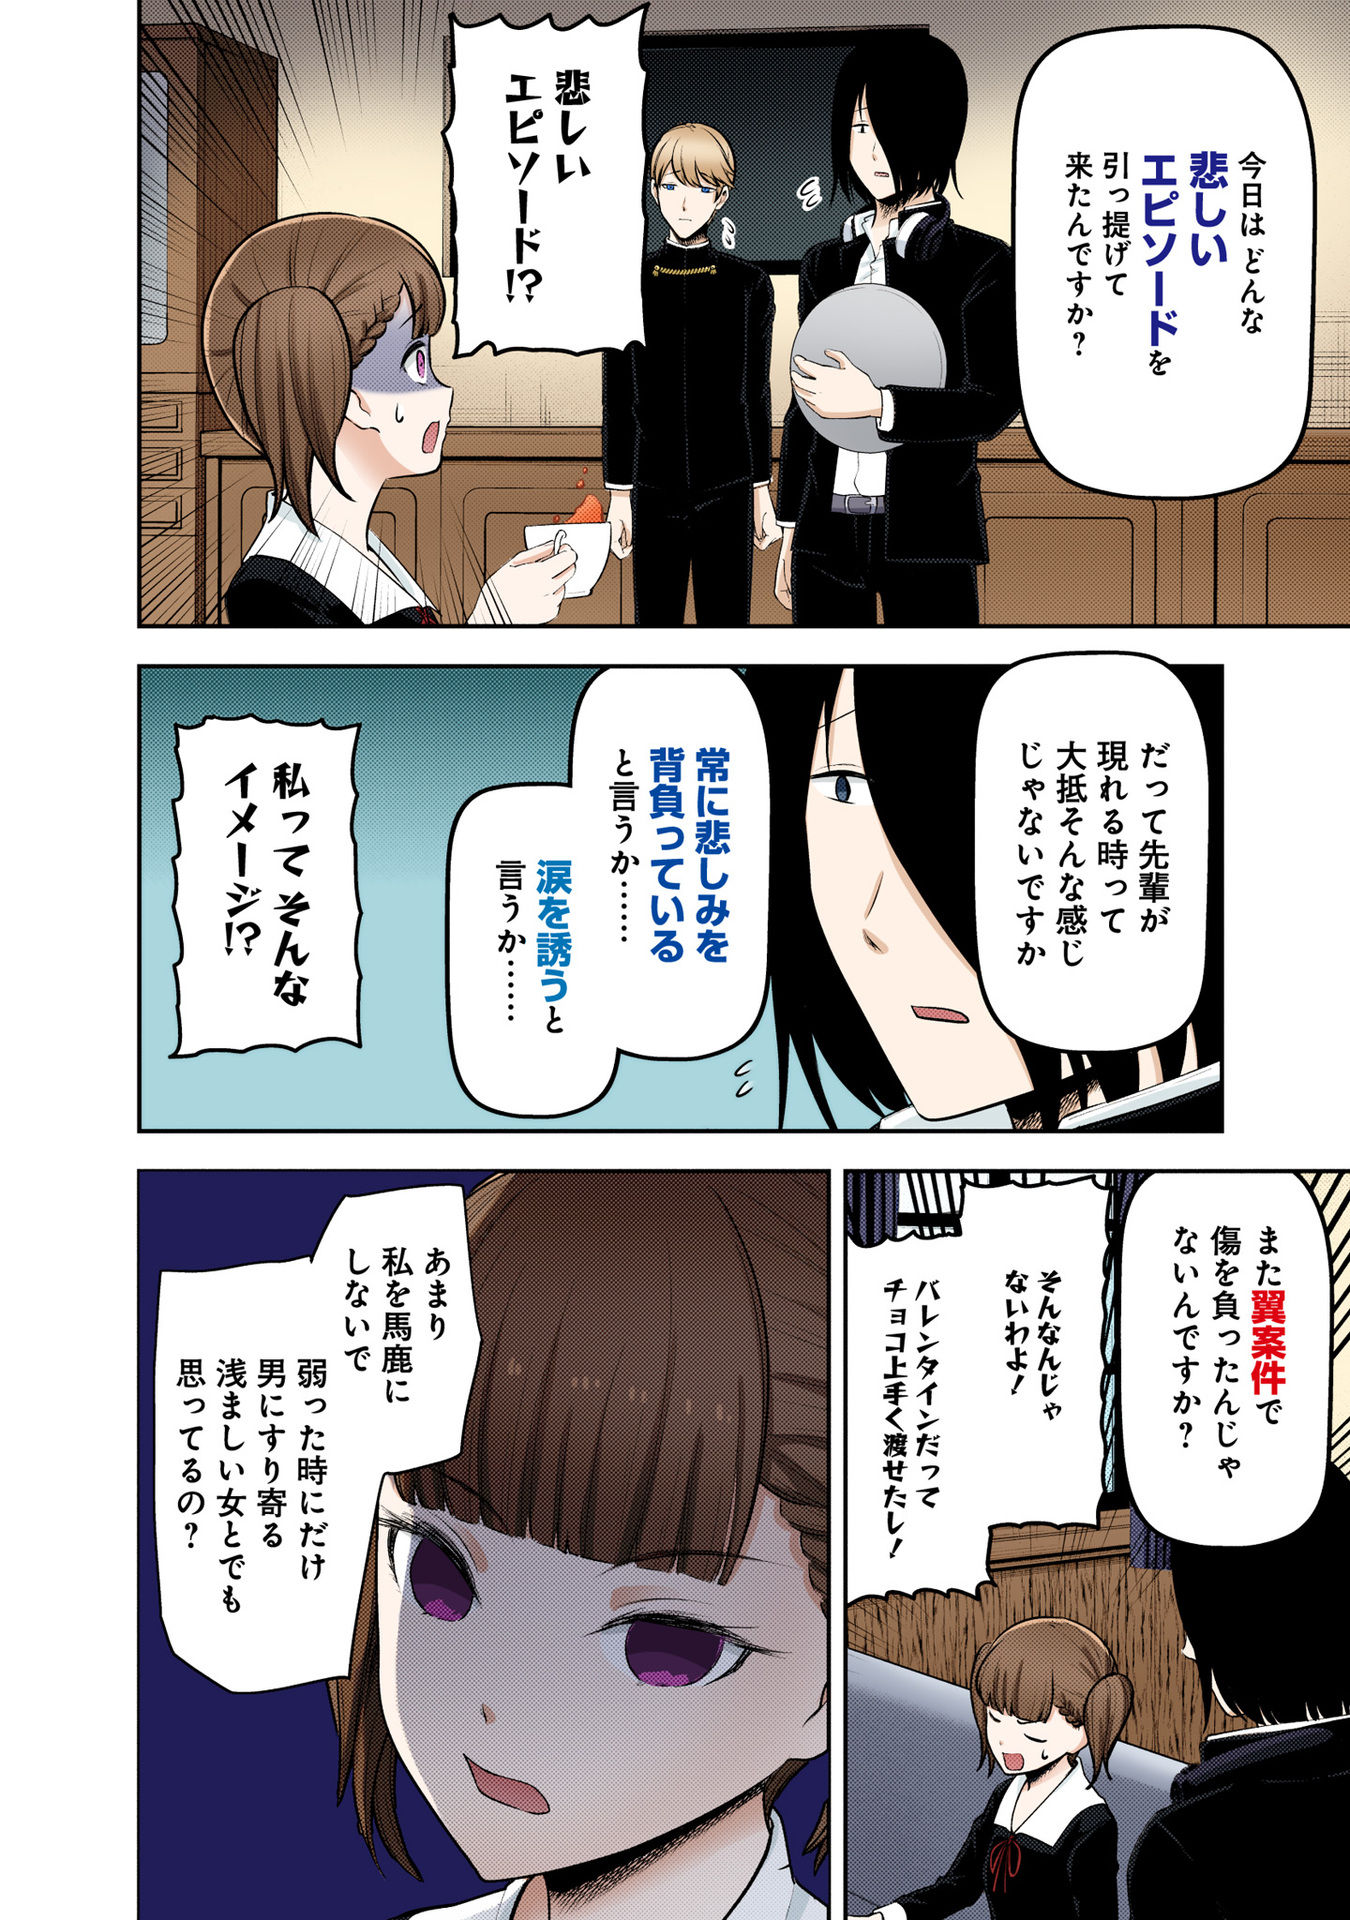 今日は どんな
悲しい
エピソードを
引っ提げて
来たんですか?
悲しい
エピソード!?
だって先輩が
現れる時って
大抵そんな感じ
じゃないですか
常に悲しみを
背負っている
と言うか……
涙を誘うと
言うか……
私って そんな
イメージ!?
また翼案件で
傷を負ったんじゃ
ないんですか?
そんなんじゃ
ないわよ!
バレンタインだって
チョコ上手く渡せたし!
あまり
私を馬鹿に
しないで
弱った時にだけ
男にすり寄る
浅ましい女とでも
思ってるの?